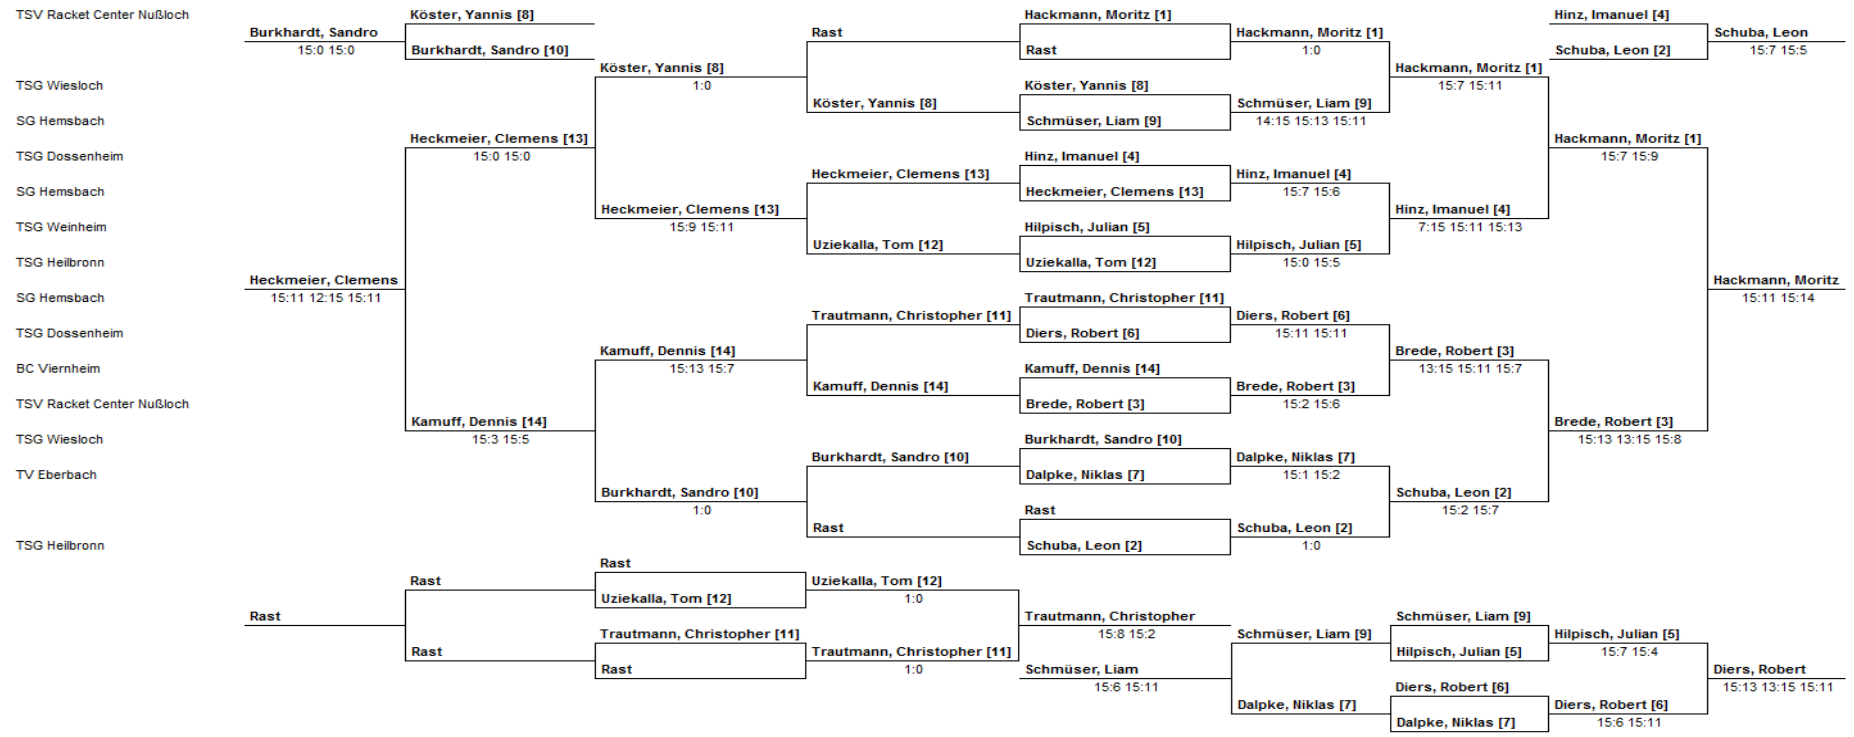 TSV Racket Center Nußloch
Köster, Yannis [8]
Hackmann, Moritz [1]
Hinz, Imanuel [4]
Burkhardt, Sandro
Rast
Hackmann, Moritz [1]
Schuba, Leon
15:0 15:0
Burkhardt, Sandro [10]
Rast
1:0
Schuba, Leon [2]
15:7 15:5
Köster, Yannis [8]
Hackmann, Moritz [1]
TSG Wiesloch
1:0
Köster, Yannis [8]
15:7 15:11
Köster, Yannis [8]
Schmüser, Liam [9]
SG Hemsbach
Schmüser, Liam [9]
14:15 15:13 15:11
Heckmeier, Clemens [13]
Hackmann, Moritz [1]
TSG Dossenheim
15:0 15:0
Hinz, Imanuel [4]
15:7 15:9
Heckmeier, Clemens [13]
Hinz, Imanuel [4]
SG Hemsbach
Heckmeier, Clemens [13]
15:7 15:6
Heckmeier, Clemens [13]
Hinz, Imanuel [4]
TSG Weinheim
15:9 15:11
Hilpisch, Julian [5]
7:15 15:11 15:13
Uziekalla, Tom [12]
Hilpisch, Julian [5]
TSG Heilbronn
Uziekalla, Tom [12]
15:0 15:5
Heckmeier, Clemens
Hackmann, Moritz
SG Hemsbach
15:11 12:15 15:11
Trautmann, Christopher [11]
15:11 15:14
Trautmann, Christopher [11]
Diers, Robert [6]
TSG Dossenheim
Diers, Robert [6]
15:11 15:11
Kamuff, Dennis [14]
Brede, Robert [3]
BC Viernheim
15:13 15:7
Kamuff, Dennis [14]
13:15 15:11 15:7
Kamuff, Dennis [14]
Brede, Robert [3]
TSV Racket Center Nußloch
Brede, Robert [3]
15:2 15:6
Kamuff, Dennis [14]
Brede, Robert [3]
TSG Wiesloch
15:3 15:5
Burkhardt, Sandro [10]
15:13 13:15 15:8
Burkhardt, Sandro [10]
Dalpke, Niklas [7]
TV Eberbach
Dalpke, Niklas [7]
15:1 15:2
Burkhardt, Sandro [10]
Schuba, Leon [2]
1:0
Rast
15:2 15:7
Rast
Schuba, Leon [2]
TSG Heilbronn
Schuba, Leon [2]
1:0
Rast
Rast
Uziekalla, Tom [12]
Uziekalla, Tom [12]
1:0
Rast
Trautmann, Christopher
Schmüser, Liam [9]
Trautmann, Christopher [11]
15:8 15:2
Schmüser, Liam [9]
Hilpisch, Julian [5]
Rast
Trautmann, Christopher [11]
Hilpisch, Julian [5]
15:7 15:4
Rast
1:0
Schmüser, Liam
Diers, Robert
15:6 15:11
Diers, Robert [6]
15:13 13:15 15:11
Dalpke, Niklas [7]
Diers, Robert [6]
Dalpke, Niklas [7]
15:6 15:11